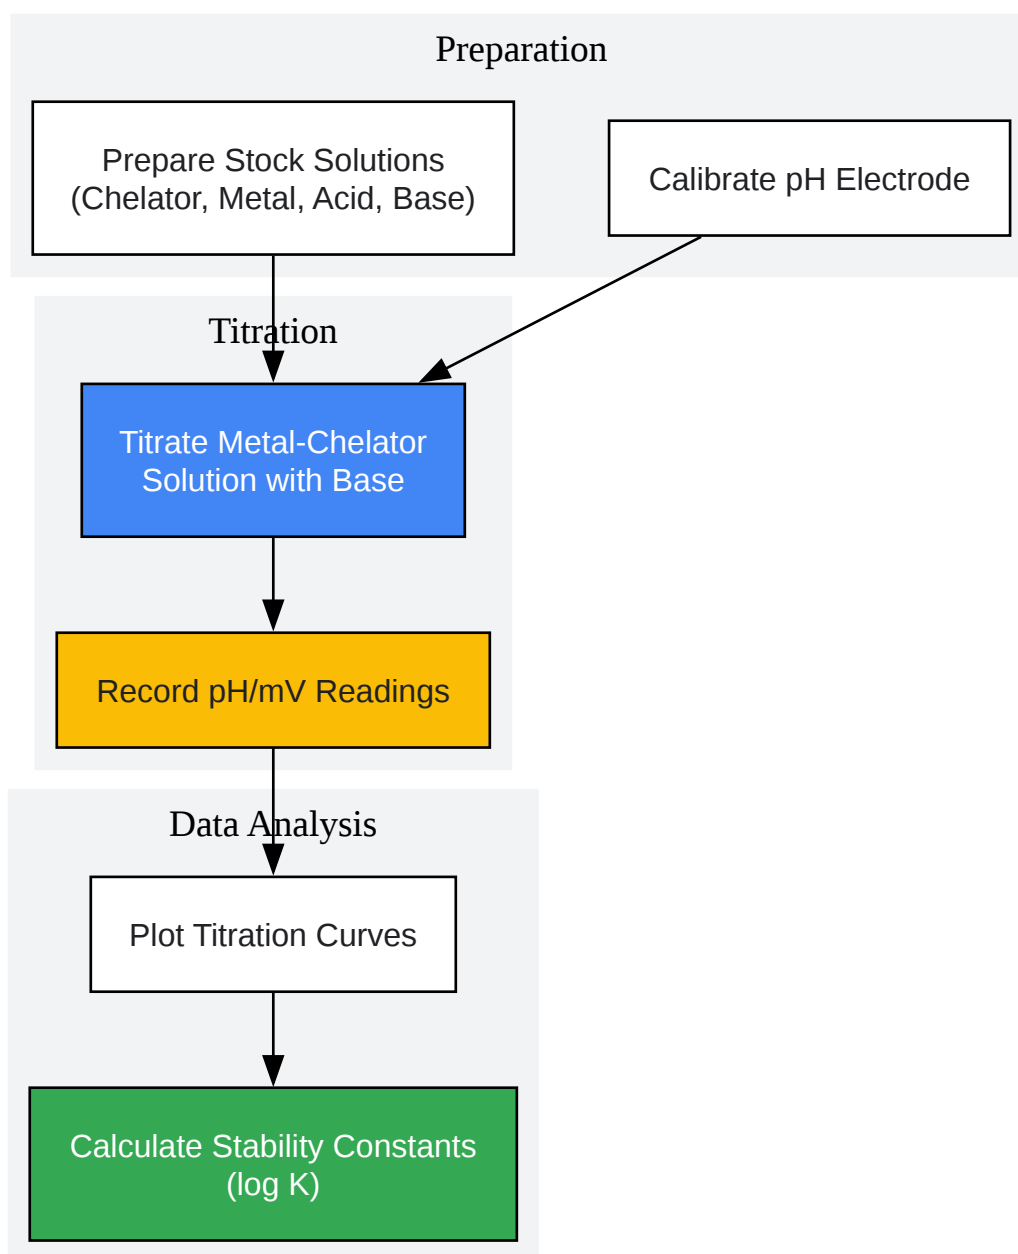 Preparation
Prepare Stock Solutions
(Chelator, Metal, Acid, Base)
Calibrate pH Electrode
Titration
Titrate Metal-Chelator
Solution with Base
Record pH/mV Readings
Data Analysis
Plot Titration Curves
Calculate Stability Constants
(log K)